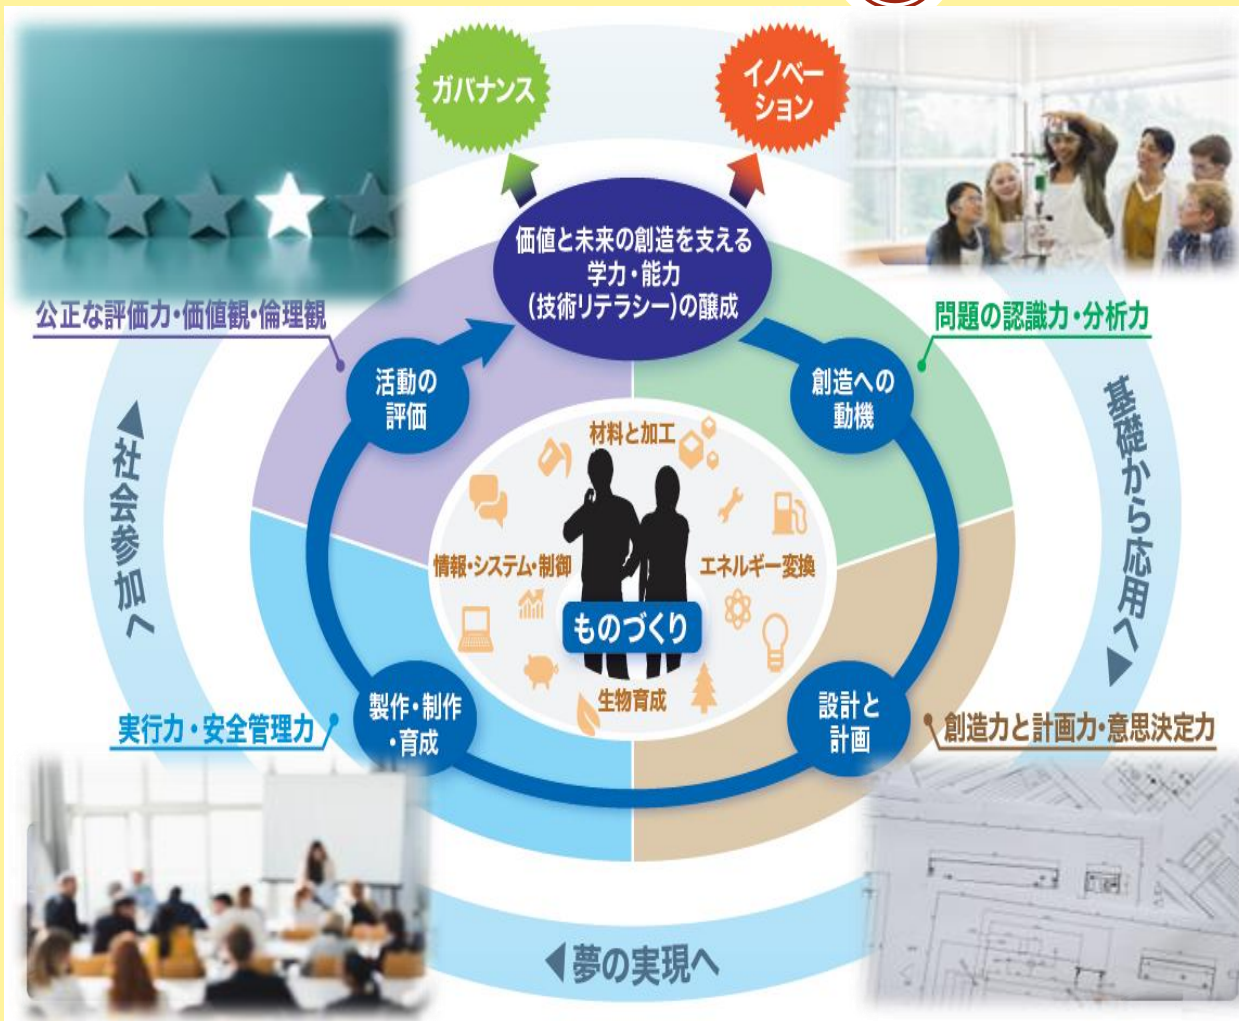 ガバナンス
イノベー
ション
価値と未来の創造を支える
学力・能力
(技術リテラシー)の醸成
公正な評価力・価値観・倫理観
問題の認識力・分析力
活動の
評価
創造への
動機
材料と加工
情報・システム・制御
エネルギー変換
ものづくり
生物育成
▲社会参加へ
基礎から応用へ▶
実行力・安全管理力
製作・制作
・育成
設計と
計画
創造力と計画力・意思決定力
◀夢の実現へ